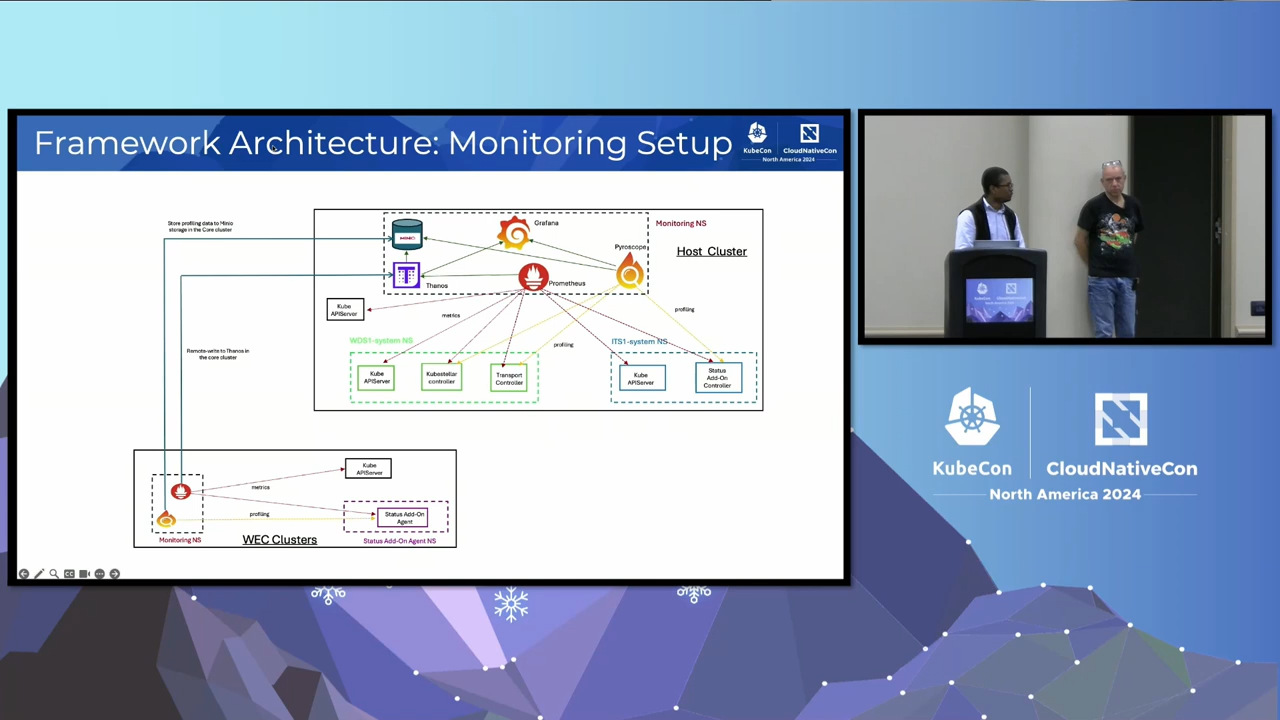 Framework Architecture: Monitoring Setup
KubeCon
CloudNativeCon
North America 2024
Store profiling data to Minio
storage in the Core cluster
MINIO
Grafana
Monitoring NS
Pyroscope
Host Cluster
Thanos
Prometheus
Kube
APIServer
metrics
profiling
WDS1-system NS
profiling
ITS1-system NS
Remote-write to Thanos in
the core cluster
Kube
APIServer
Kubestellar
controller
Transport
Controller
Kube
APIServer
Status
Add-On
Controller
Kube
APIServer
metrics
profiling
Status Add-On
Agent
Monitoring NS
WEC Clusters
Status Add-On Agent NS
KubeCon
CloudNativeCon
North America 2024